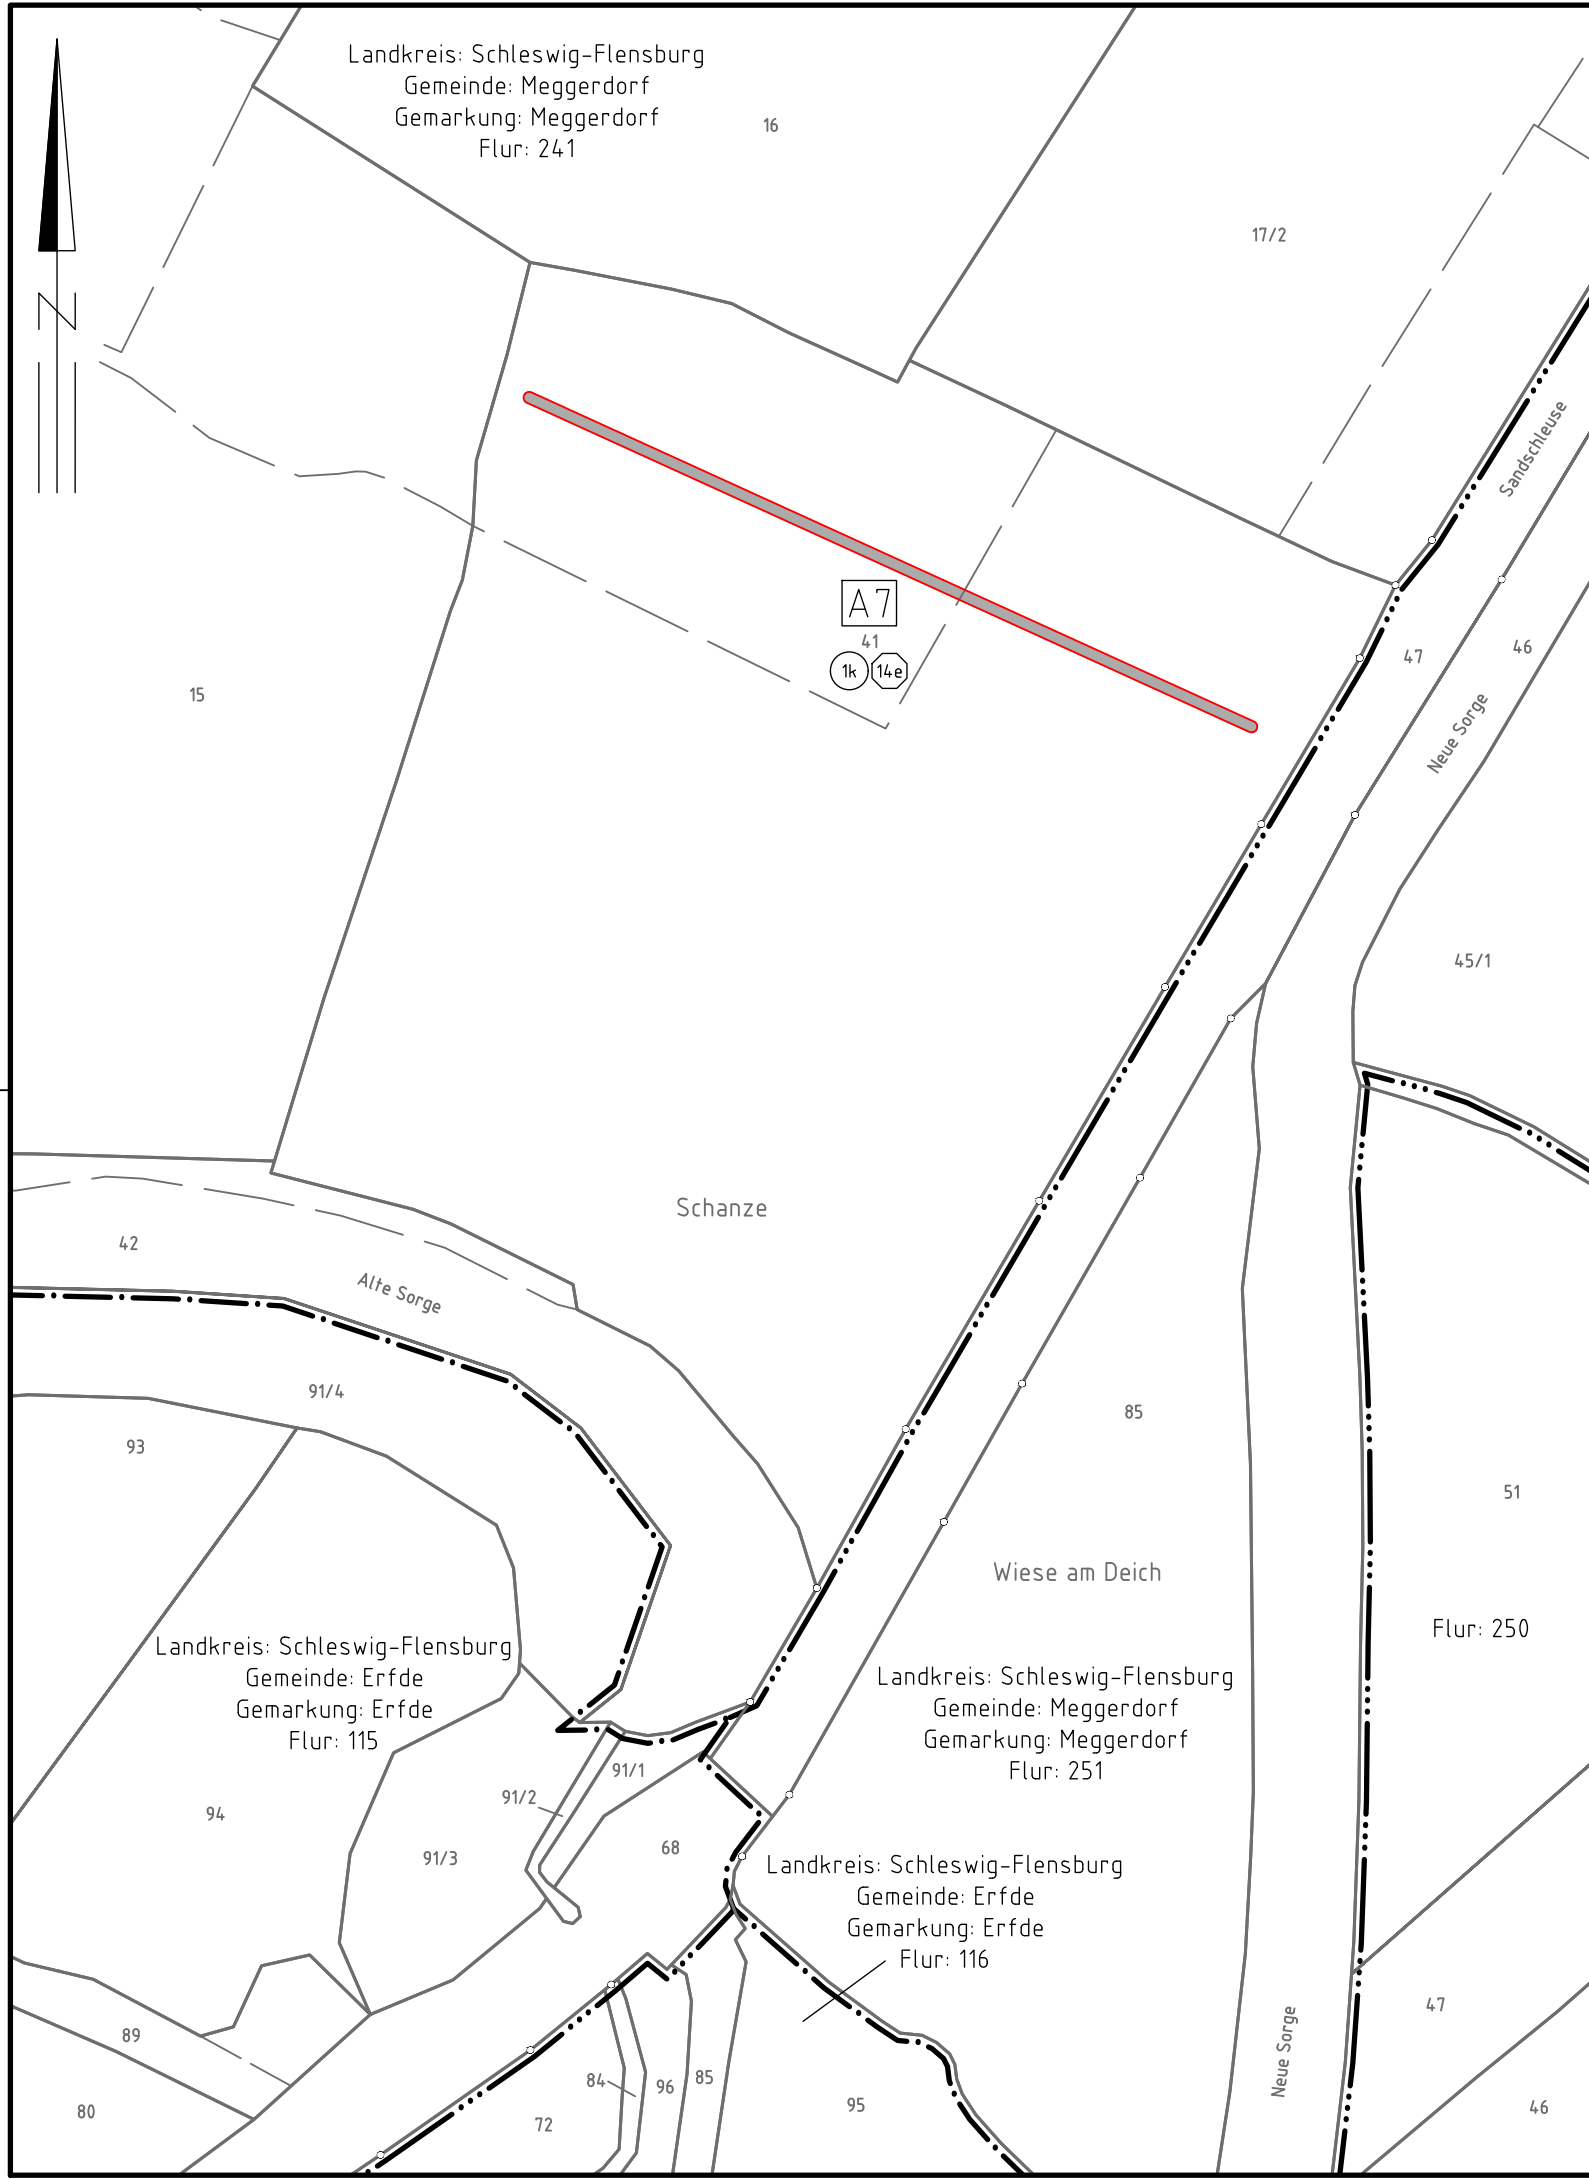 Landkreis: Schleswig-Flensburg
Gemeinde: Meggerdorf
Gemarkung: Meggerdorf
Flur: 241
16
17/2
N
Sandschleuse
A7
41
1k
14e
47
46
Neue Sorge
15
45/1
Schanze
42
Alte Sorge
91/4
85
93
51
Wiese am Deich
Flur: 250
Landkreis: Schleswig-Flensburg
Gemeinde: Erfde
Gemarkung: Erfde
Flur: 115
Landkreis: Schleswig-Flensburg
Gemeinde: Meggerdorf
Gemarkung: Meggerdorf
Flur: 251
91/1
91/2
94
68
91/3
Landkreis: Schleswig-Flensburg
Gemeinde: Erfde
Gemarkung: Erfde
Flur: 116
47
89
Neue Sorge
84
96
85
95
80
72
46